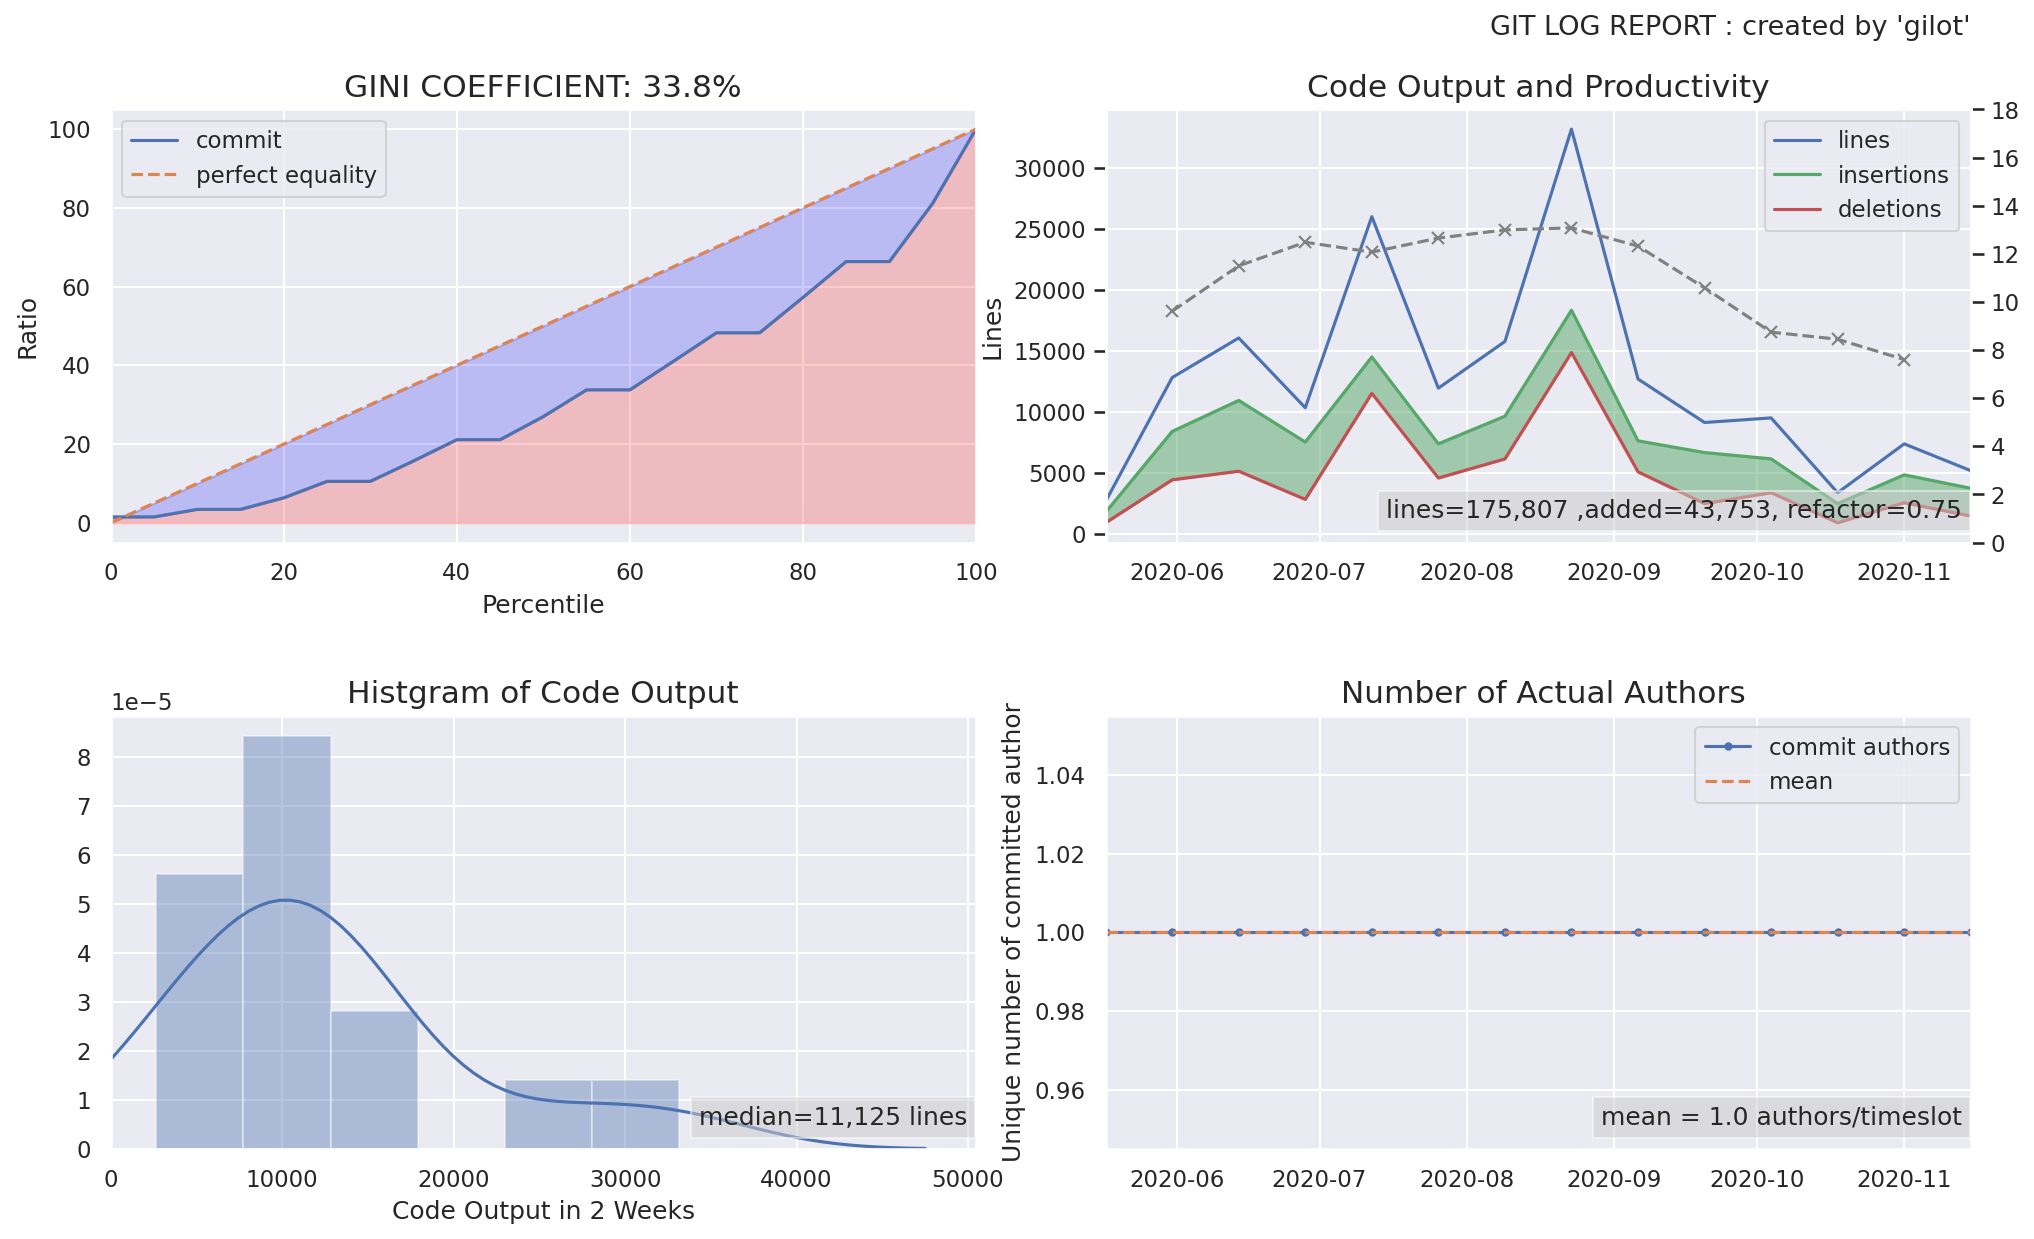 GIT LOG REPORT : created by 'gilot'
GINI COEFFICIENT: 33.8%
commit
perfect equality
100
80
60
40
20
0
Ratio
0 20 40 60 80 100
Percentile
Code Output and Productivity
lines
insertions
deletions
30000
25000
20000
15000
10000
5000
0
Lines
18
16
14
12
10
8
6
4
2
0
lines=175,807 ,added=43,753, refactor=0.75
2020-06 2020-07 2020-08 2020-09 2020-10 2020-11
Histgram of Code Output
1e−5
8
7
6
5
4
3
2
1
0
median=11,125 lines
0 10000 20000 30000 40000 50000
Code Output in 2 Weeks
Number of Actual Authors
commit authors
mean
1.04
1.02
1.00
0.98
0.96
Unique number of committed author
mean = 1.0 authors/timeslot
2020-06 2020-07 2020-08 2020-09 2020-10 2020-11